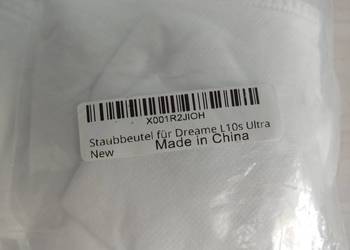 X001R2JIOH
Staubbeutel für Dreame L10s Ultra
New
Made in China